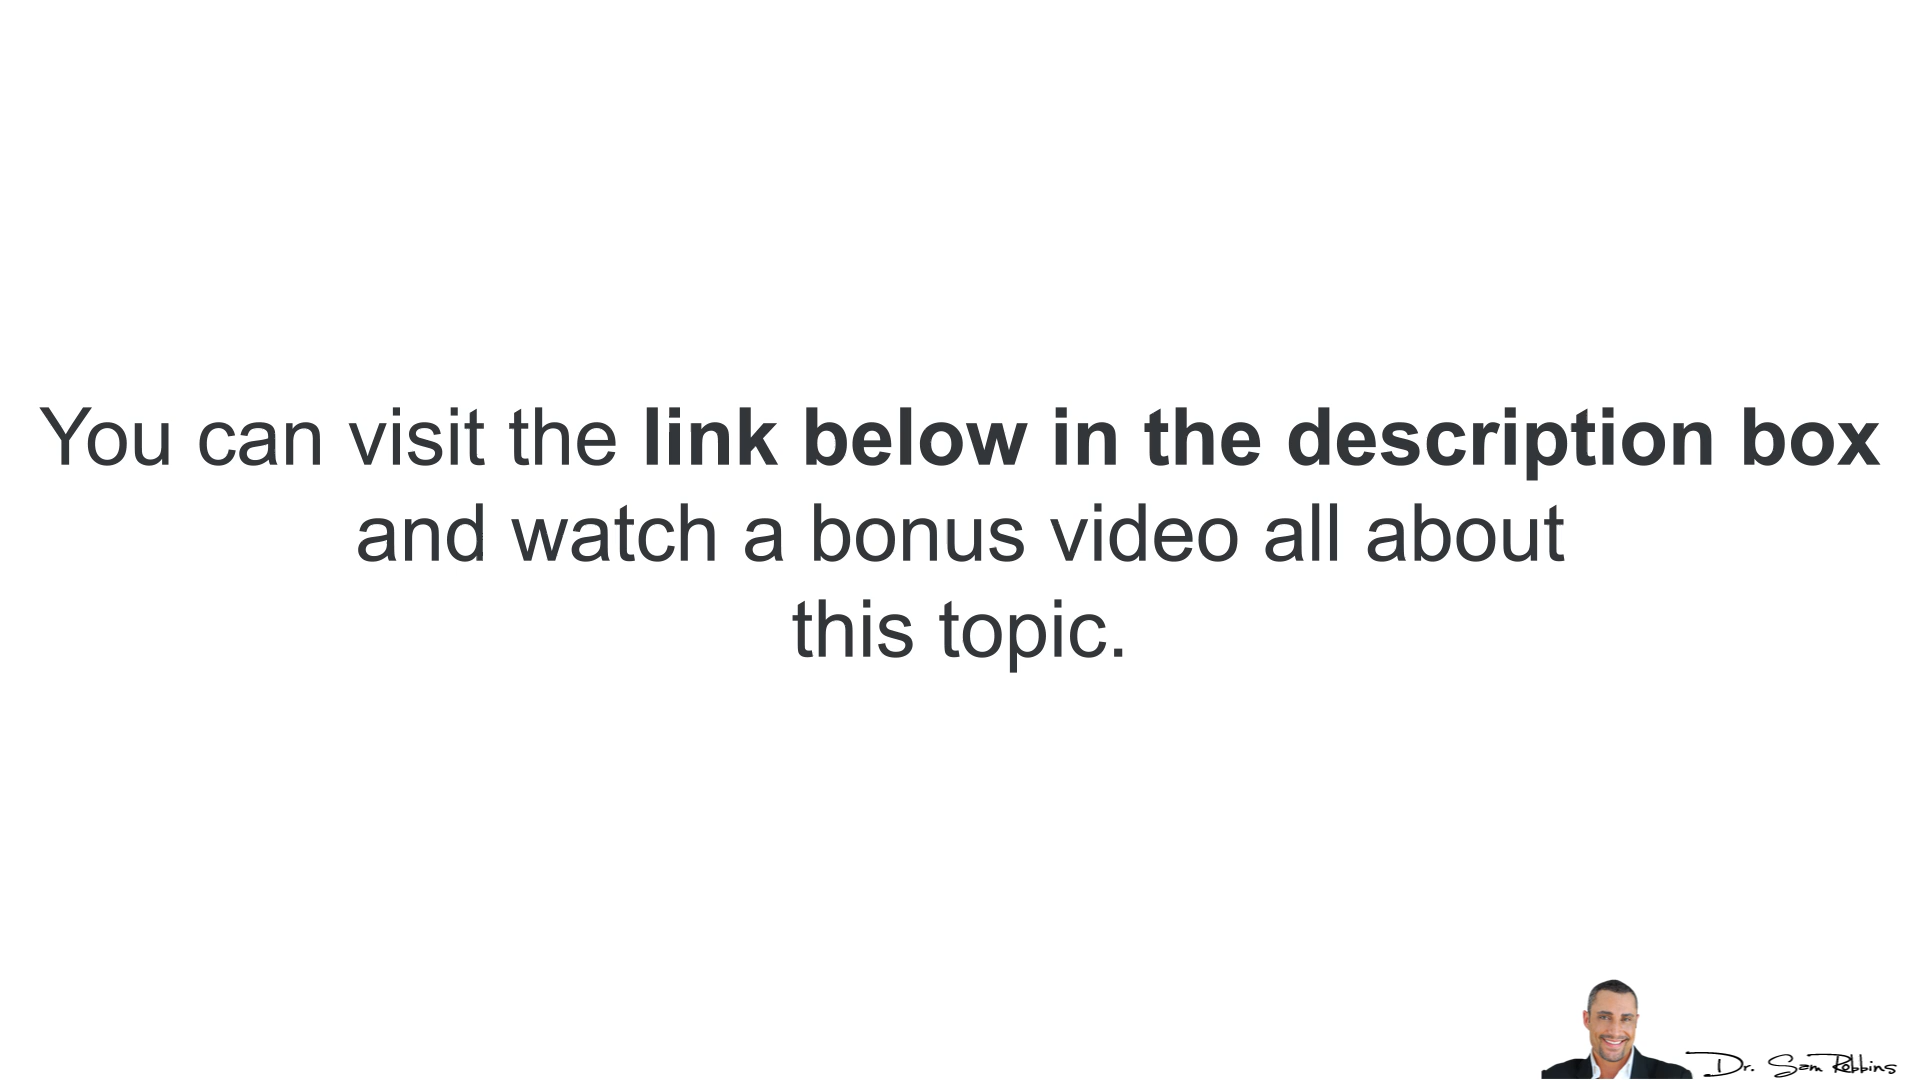 You can visit the link below in the description box
and watch a bonus video all about
this topic.
Dr. Sam Robbins